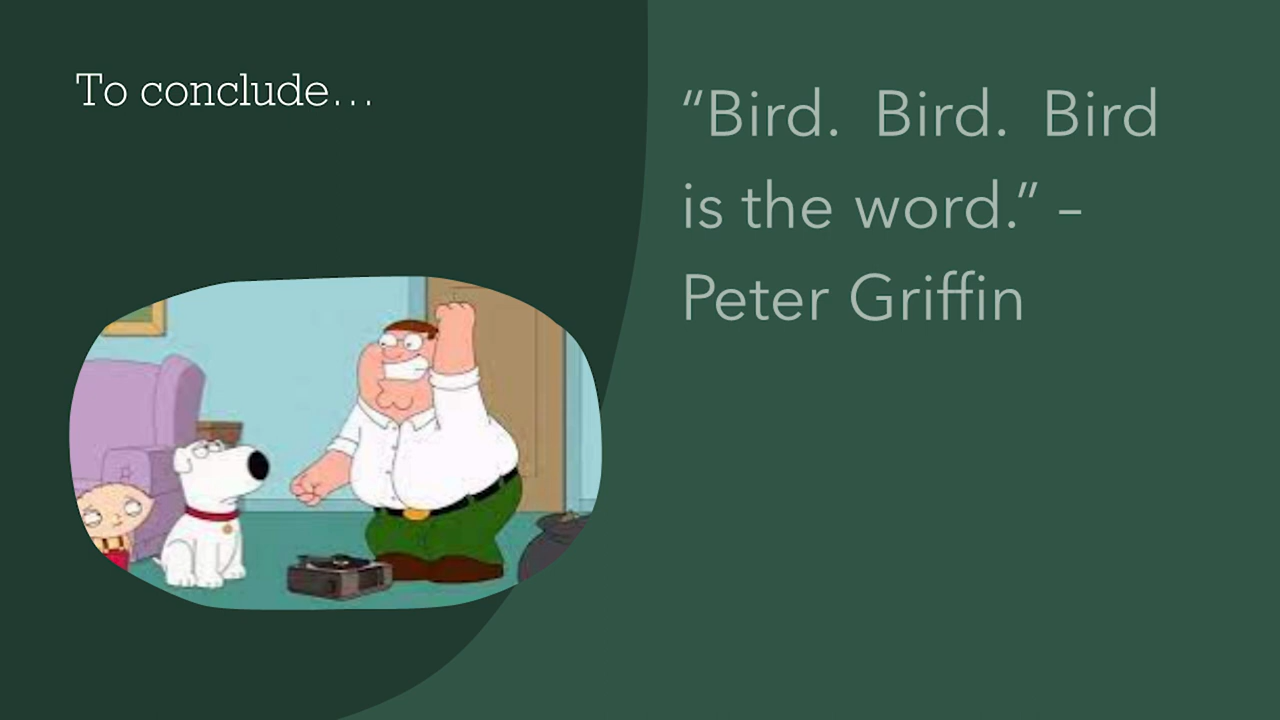 To conclude…
“Bird.  Bird.  Bird
is the word.” –
Peter Griffin